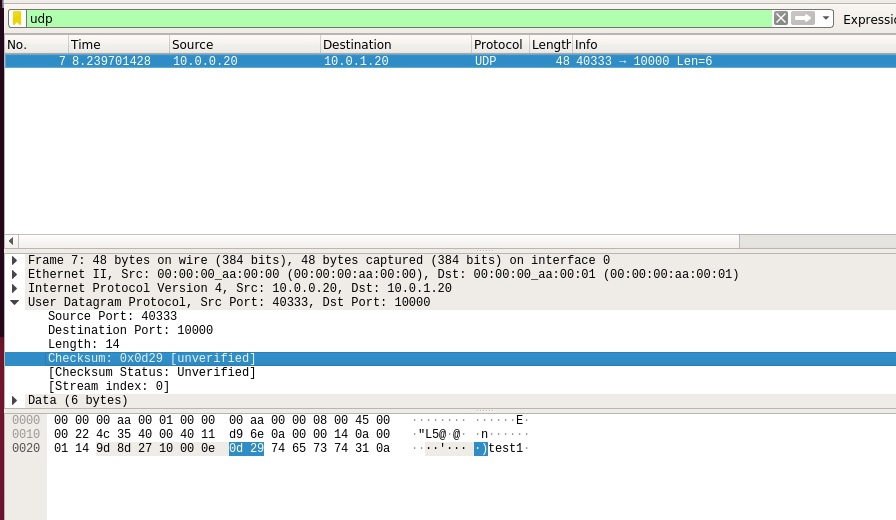 udp Expressio
No. Time Source Destination Protocol Length Info
7 8.239701428 10.0.0.20 10.0.1.20 UDP 48 40333 → 10000 Len=6
Frame 7: 48 bytes on wire (384 bits), 48 bytes captured (384 bits) on interface 0
Ethernet II, Src: 00:00:00_aa:00:00 (00:00:00:aa:00:00), Dst: 00:00:00_aa:00:01 (00:00:00:aa:00:01)
Internet Protocol Version 4, Src: 10.0.0.20, Dst: 10.0.1.20
User Datagram Protocol, Src Port: 40333, Dst Port: 10000
Source Port: 40333
Destination Port: 10000
Length: 14
Checksum: 0x0d29 [unverified]
[Checksum Status: Unverified]
[Stream index: 0]
Data (6 bytes)
0000 00 00 00 aa 00 01 00 00 00 aa 00 00 08 00 45 00 ········ ······E·
0010 00 22 4c 35 40 00 40 11 d9 6e 0a 00 00 14 0a 00 ·"L5@·@· ·n······
0020 01 14 9d 8d 27 10 00 0e 0d 29 74 65 73 74 31 0a ····'··· ·)test1·